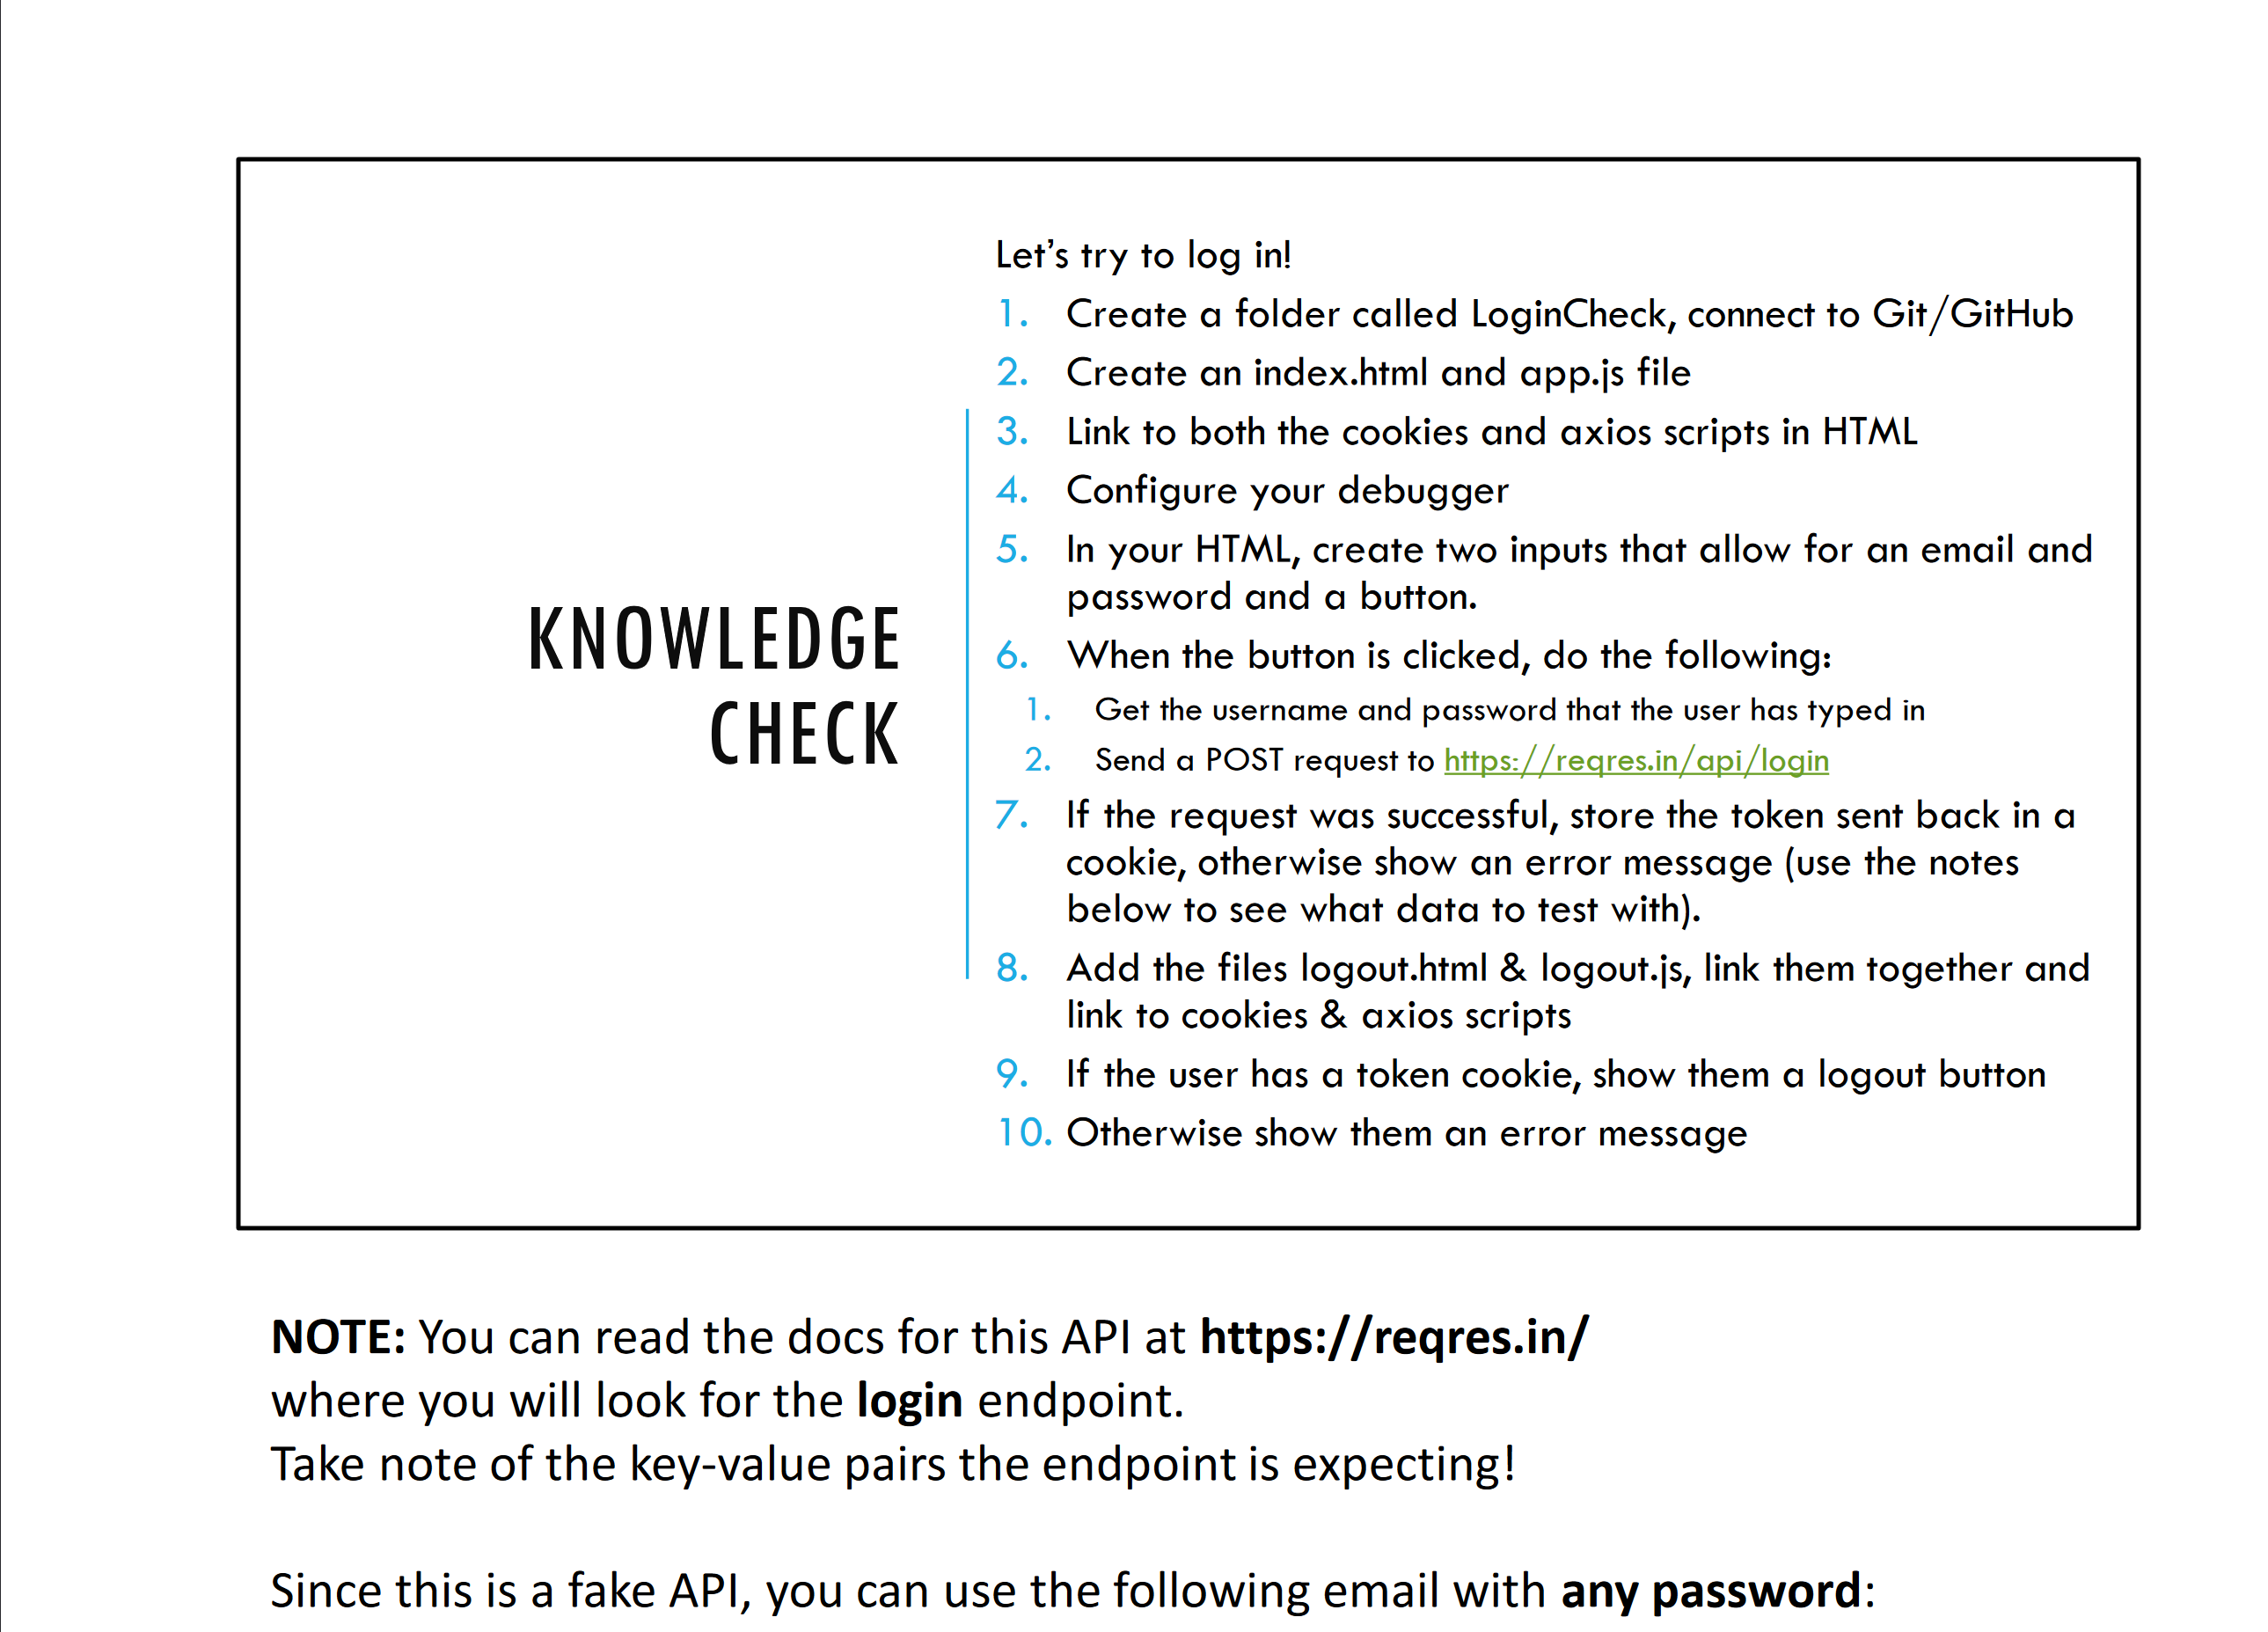 KNOWLEDGE
CHECK
Let’s try to log in!
1. Create a folder called LoginCheck, connect to Git/GitHub
2. Create an index.html and app.js file
3. Link to both the cookies and axios scripts in HTML
4. Configure your debugger
5. In your HTML, create two inputs that allow for an email and
password and a button.
6. When the button is clicked, do the following:
1. Get the username and password that the user has typed in
2. Send a POST request to https://reqres.in/api/login
7. If the request was successful, store the token sent back in a
cookie, otherwise show an error message (use the notes
below to see what data to test with).
8. Add the files logout.html & logout.js, link them together and
link to cookies & axios scripts
9. If the user has a token cookie, show them a logout button
10. Otherwise show them an error message
NOTE: You can read the docs for this API at https://reqres.in/
where you will look for the login endpoint.
Take note of the key-value pairs the endpoint is expecting!
Since this is a fake API, you can use the following email with any password: